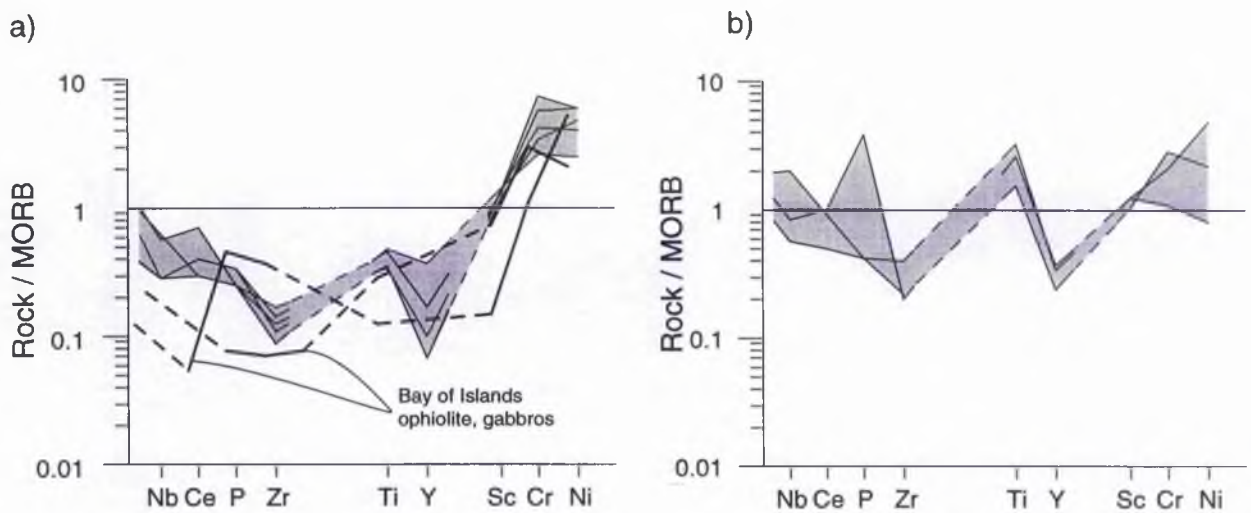 a)
10
1
0.1
0.01
Rock / MORB
Bay of Islands
ophiolite, gabbros
Nb Ce P Zr Ti Y Sc Cr Ni
b)
10
1
0.1
0.01
Rock / MORB
Nb Ce P Zr Ti Y Sc Cr Ni